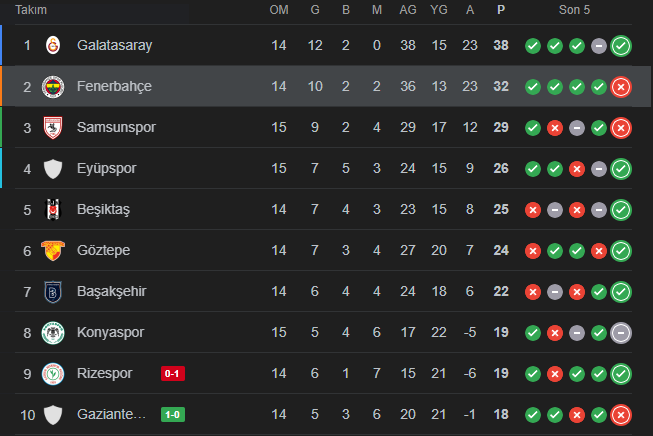 Takım OM G B M AG YG A P Son 5
1 Galatasaray 14 12 2 0 38 15 23 38
2 Fenerbahçe 14 10 2 2 36 13 23 32
3 Samsunspor 15 9 2 4 29 17 12 29
4 Eyüpspor 15 7 5 3 24 15 9 26
5 Beşiktaş 14 7 4 3 23 15 8 25
6 Göztepe 14 7 3 4 27 20 7 24
7 Başakşehir 14 6 4 4 24 18 6 22
8 Konyaspor 15 5 4 6 17 22 -5 19
9 Rizespor 0-1 14 6 1 7 15 21 -6 19
10 Gaziante... 1-0 14 5 3 6 20 21 -1 18